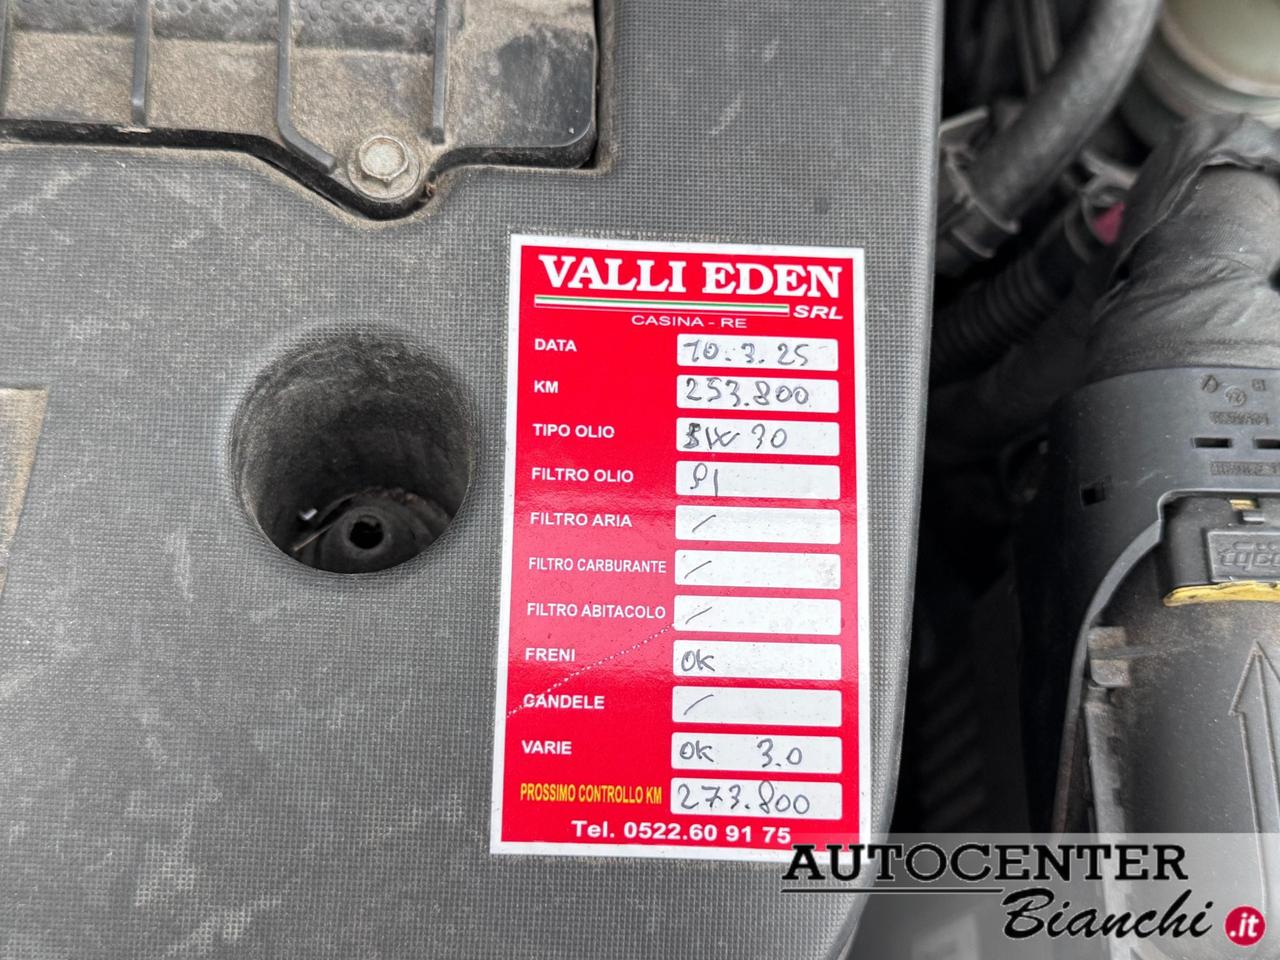 VALLI EDEN
SRL
CASINA - RE
DATA 10.3.25
KM 253.800
TIPO OLIO 5W30
FILTRO OLIO SI
FILTRO ARIA /
FILTRO CARBURANTE /
FILTRO ABITACOLO /
FRENI OK
CANDELE /
VARIE OK 3.0
PROSSIMO CONTROLLO KM 273.800
Tel. 0522.60 91 75
AUTOCENTER
Bianchi.it